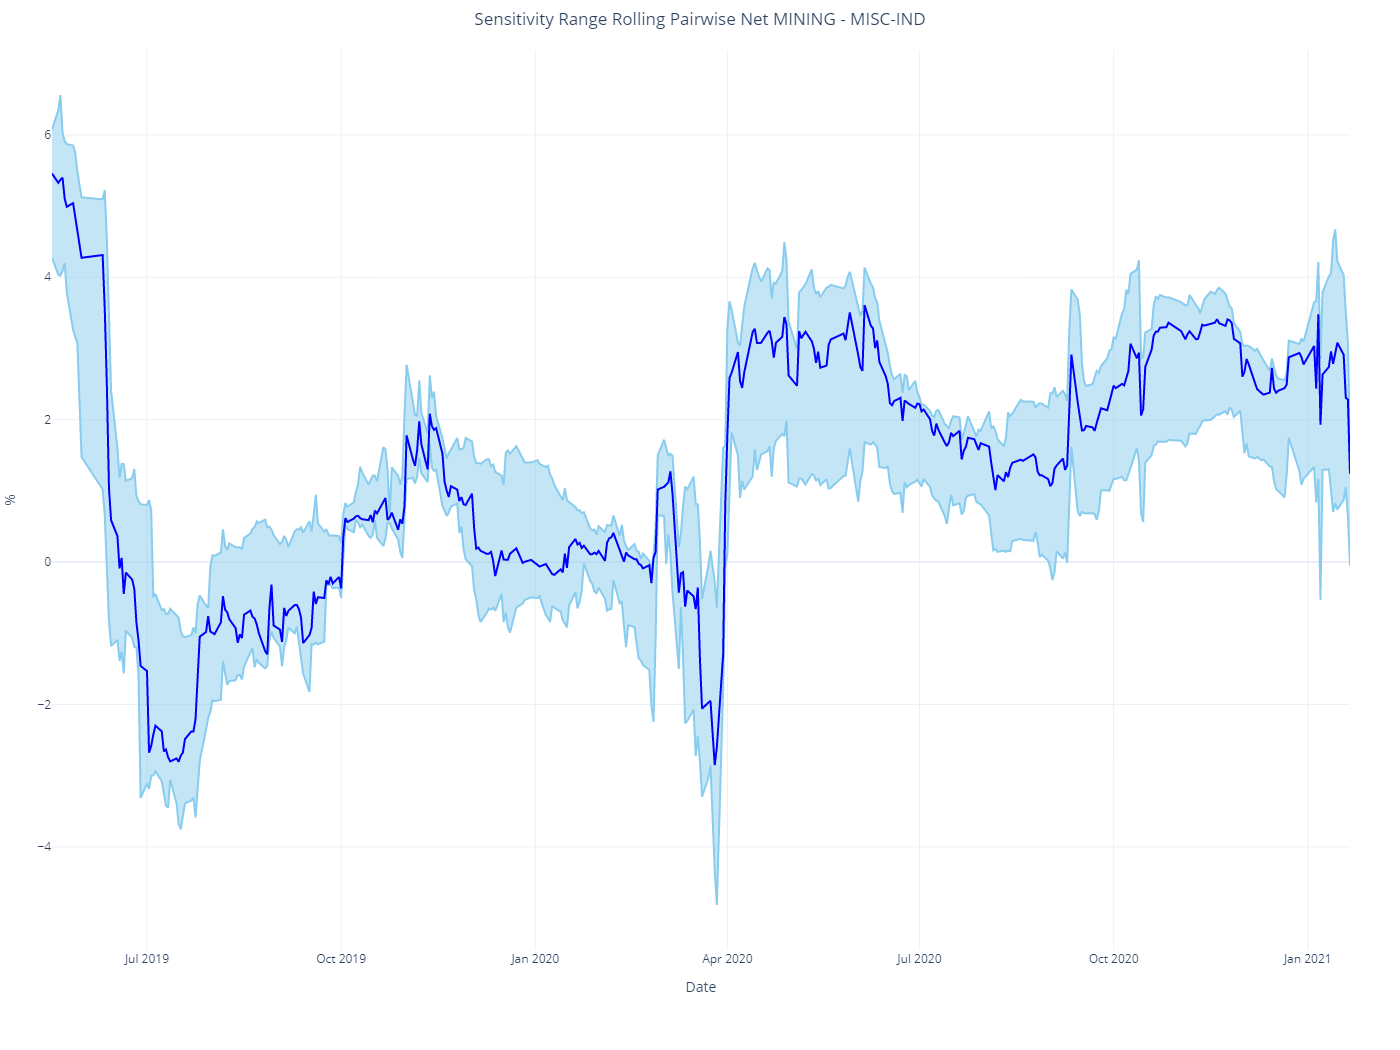 Sensitivity Range Rolling Pairwise Net MINING - MISC-IND
6
4
2
0
−2
−4
%
Jul 2019
Oct 2019
Jan 2020
Apr 2020
Jul 2020
Oct 2020
Jan 2021
Date